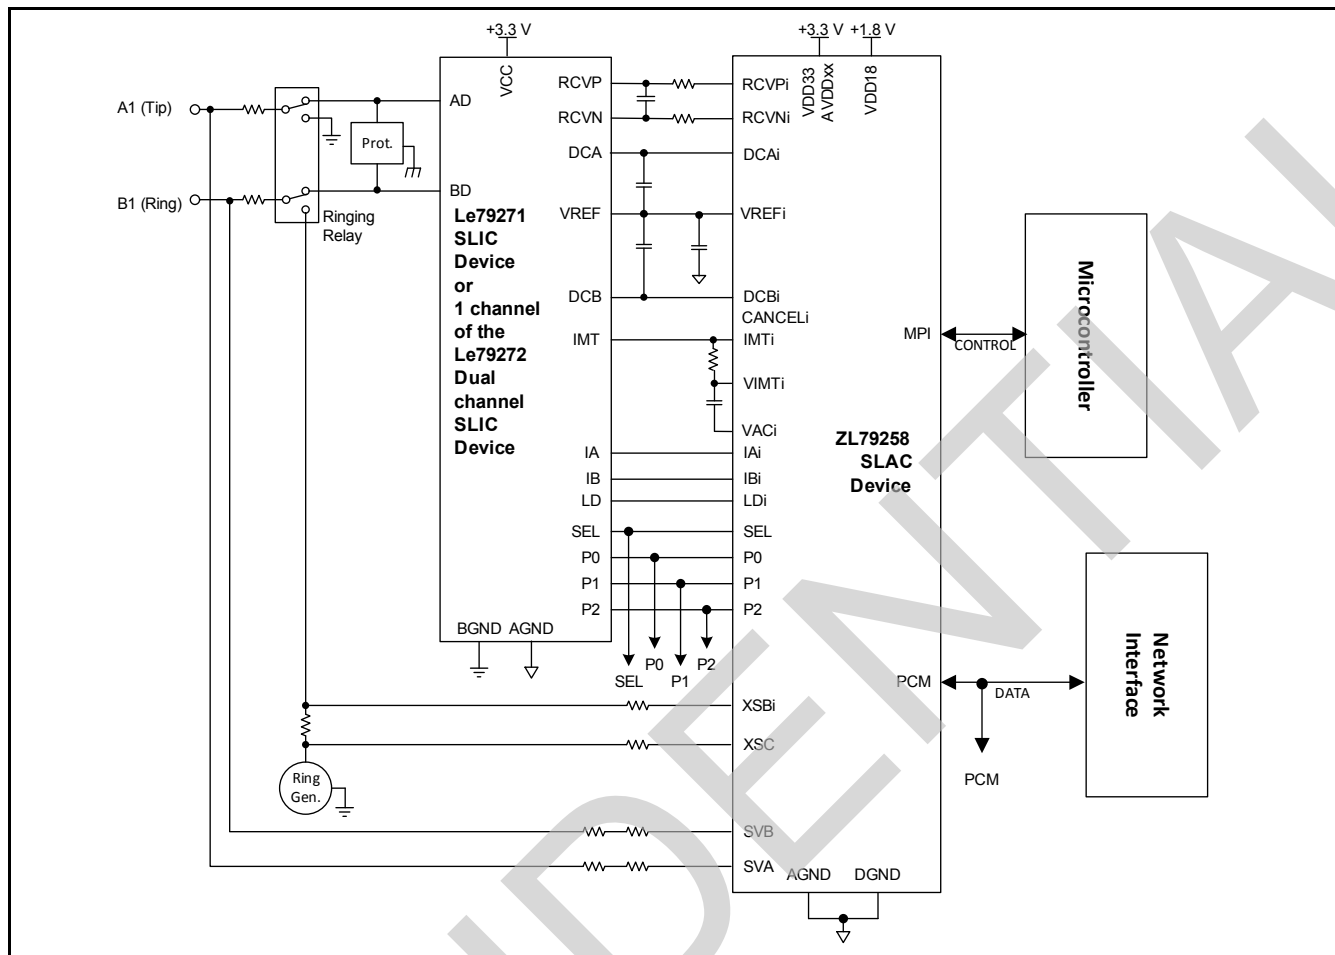 +3.3 V
+3.3 V
+1.8 V
VCC
VDD33
AVDDxx
VDD18
A1 (Tip)
B1 (Ring)
Prot.
Ringing
Relay
AD
BD
Le79271
SLIC
Device
or
1 channel
of the
Le79272
Dual
channel
SLIC
Device
RCVP
RCVN
DCA
VREF
DCB
IMT
IA
IB
LD
SEL
P0
P1
P2
BGND
AGND
SEL
P0
P1
P2
RCVPi
RCVNi
DCAi
VREFi
DCBi
CANCELi
IMTi
VIMTi
VACi
IAi
IBi
LDi
SEL
P0
P1
P2
XSBi
XSC
SVB
SVA
AGND
DGND
ZL79258
SLAC
Device
MPI
CONTROL
Microcontroller
PCM
DATA
PCM
Network
Interface
Ring
Gen.
DENTIAL